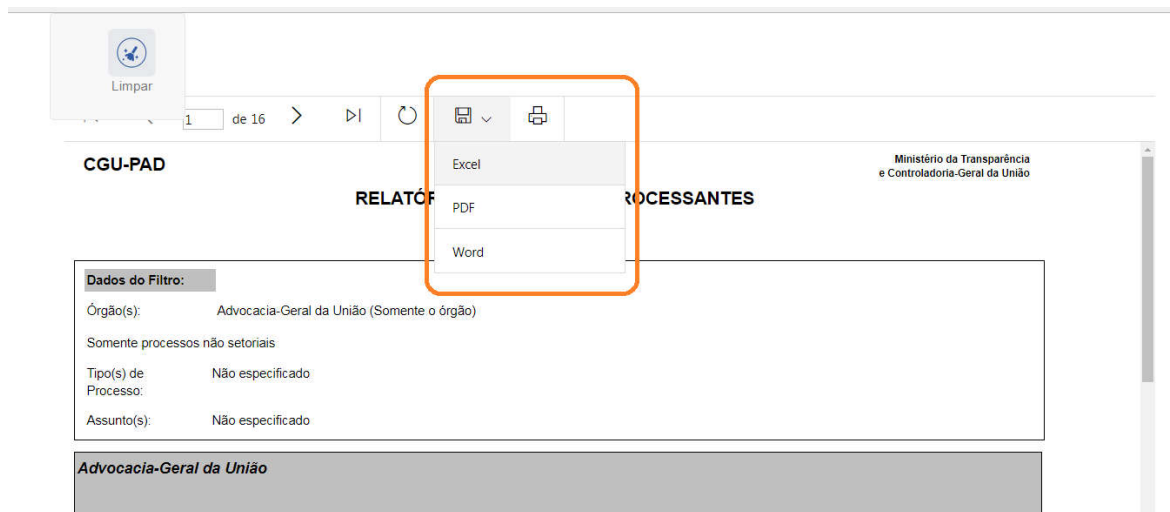 Limpar
1 de 16
Excel
PDF
Word
CGU-PAD
Ministério da Transparência
e Controladoria-Geral da União
Dados do Filtro:
Órgão(s): Advocacia-Geral da União (Somente o órgão)
Somente processos não setoriais
Tipo(s) de Não especificado
Processo:
Assunto(s): Não especificado
Advocacia-Geral da União